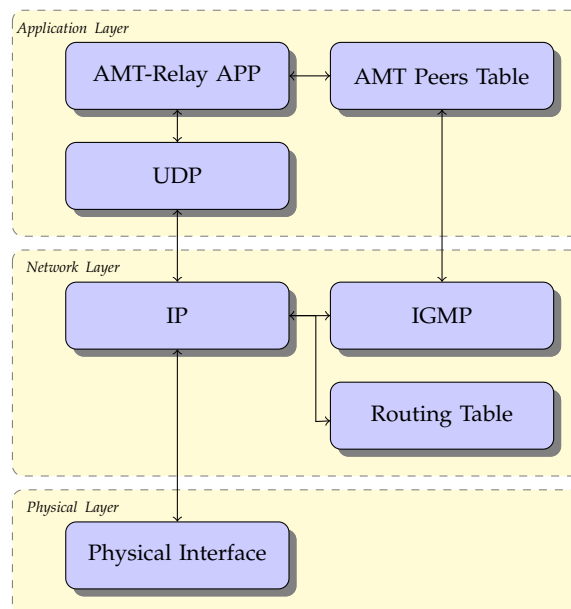 Application Layer
AMT-Relay APP
AMT Peers Table
UDP
Network Layer
IP
IGMP
Routing Table
Physical Layer
Physical Interface